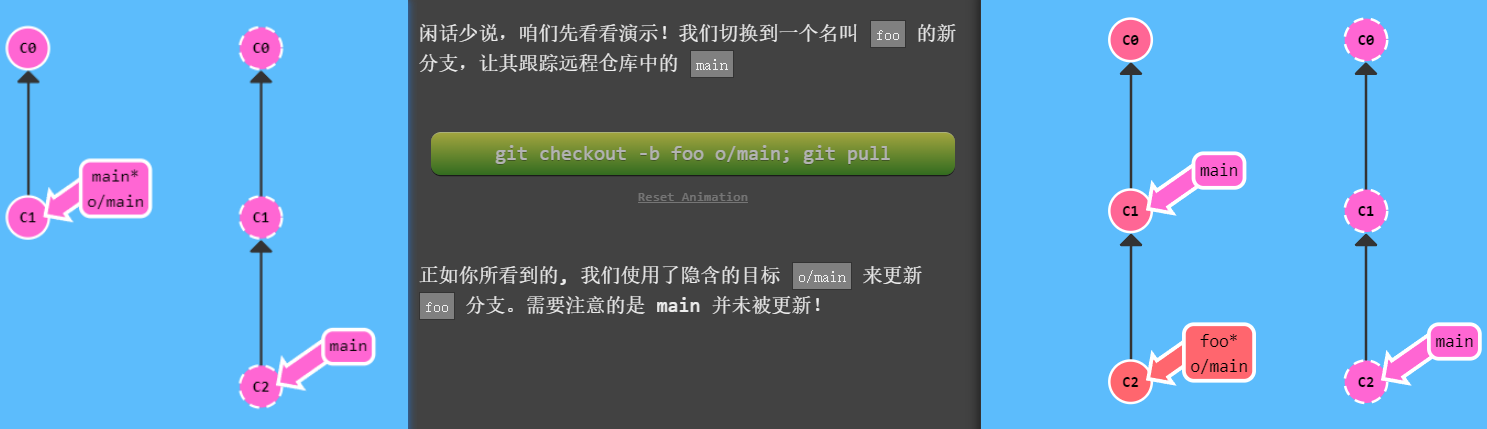 C0
C1
main*
o/main
C0
C1
C2
main
闲话少说，咱们先看看演示！我们切换到一个名叫 foo 的新
分支，让其跟踪远程仓库中的 main
git checkout -b foo o/main; git pull
Reset Animation
正如你所看到的, 我们使用了隐含的目标 o/main 来更新
foo 分支。需要注意的是 main 并未被更新！
C0
main
C1
foo*
o/main
C2
C0
C1
main
C2